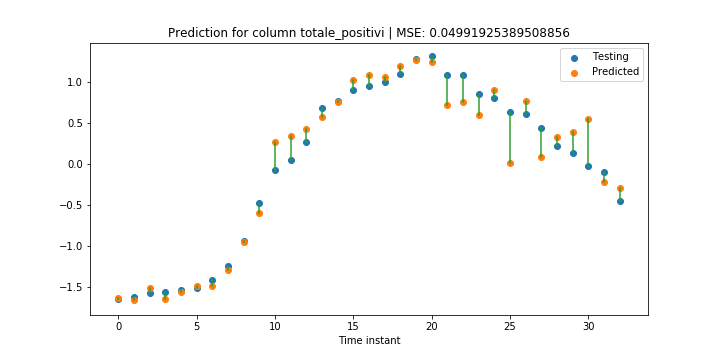 Prediction for column totale_positivi | MSE: 0.04991925389508856
Testing
Predicted
1.0
0.5
0.0
−0.5
−1.0
−1.5
0 5 10 15 20 25 30
Time instant